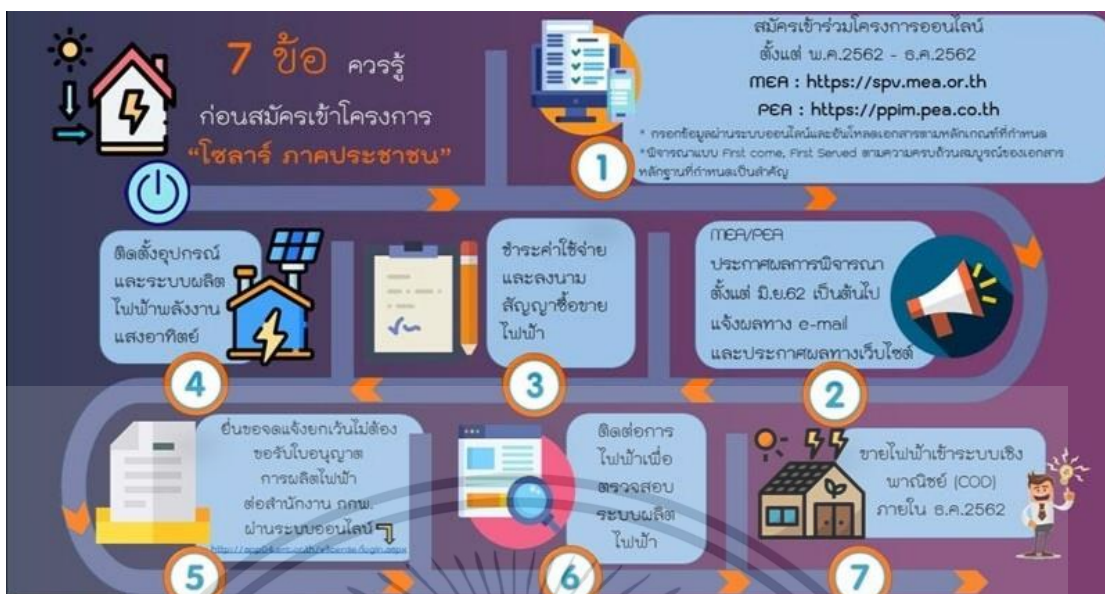 7 ข้อ ควรรู้
ก่อนสมัครเข้าโครงการ
“โซลาร์ ภาคประชาชน”
สมัครเข้าร่วมโครงการออนไลน์
ตั้งแต่ พ.ค.2562 - ธ.ค.2562
MEA : https://spv.mea.or.th
PEA : https://ppim.pea.co.th
* กรอกข้อมูลผ่านระบบออนไลน์และอัพโหลดเอกสารตามหลักเกณฑ์ที่กำหนด
*พิจารณาแบบ First come, First Served ตามความครบถ้วนสมบูรณ์ของเอกสาร
หลักฐานที่กำหนดเป็นสำคัญ
1
MEA/PEA
ประกาศผลการพิจารณา
ตั้งแต่ มิ.ย.62 เป็นต้นไป
แจ้งผลทาง e-mail
และประกาศผลทางเว็บไซต์
2
ชำระค่าใช้จ่าย
และลงนาม
สัญญาซื้อขาย
ไฟฟ้า
3
ติดตั้งอุปกรณ์
และระบบผลิต
ไฟฟ้าพลังงาน
แสงอาทิตย์
4
ยื่นขอจดแจ้งยกเว้นไม่ต้อง
ขอรับใบอนุญาต
การผลิตไฟฟ้า
ต่อสำนักงาน กกพ.
ผ่านระบบออนไลน์
5
ติดต่อการ
ไฟฟ้าเพื่อ
ตรวจสอบ
ระบบผลิต
ไฟฟ้า
6
ขายไฟฟ้าเข้าระบบเชิง
พาณิชย์ (COD)
ภายใน ธ.ค.2562
7